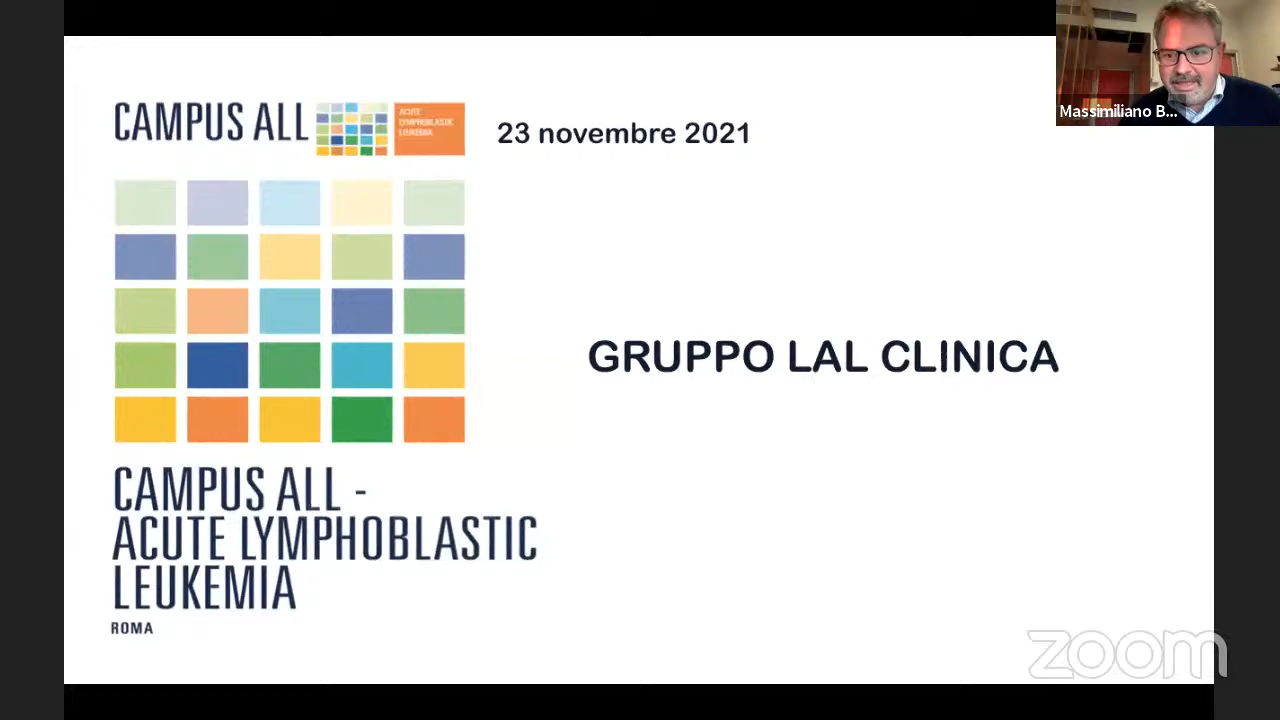 CAMPUS ALL
ACUTE
LYMPHOBLASTIC
LEUKEMIA
23 novembre 2021
Massimiliano B...
GRUPPO LAL CLINICA
CAMPUS ALL -
ACUTE LYMPHOBLASTIC
LEUKEMIA
ROMA
zoom